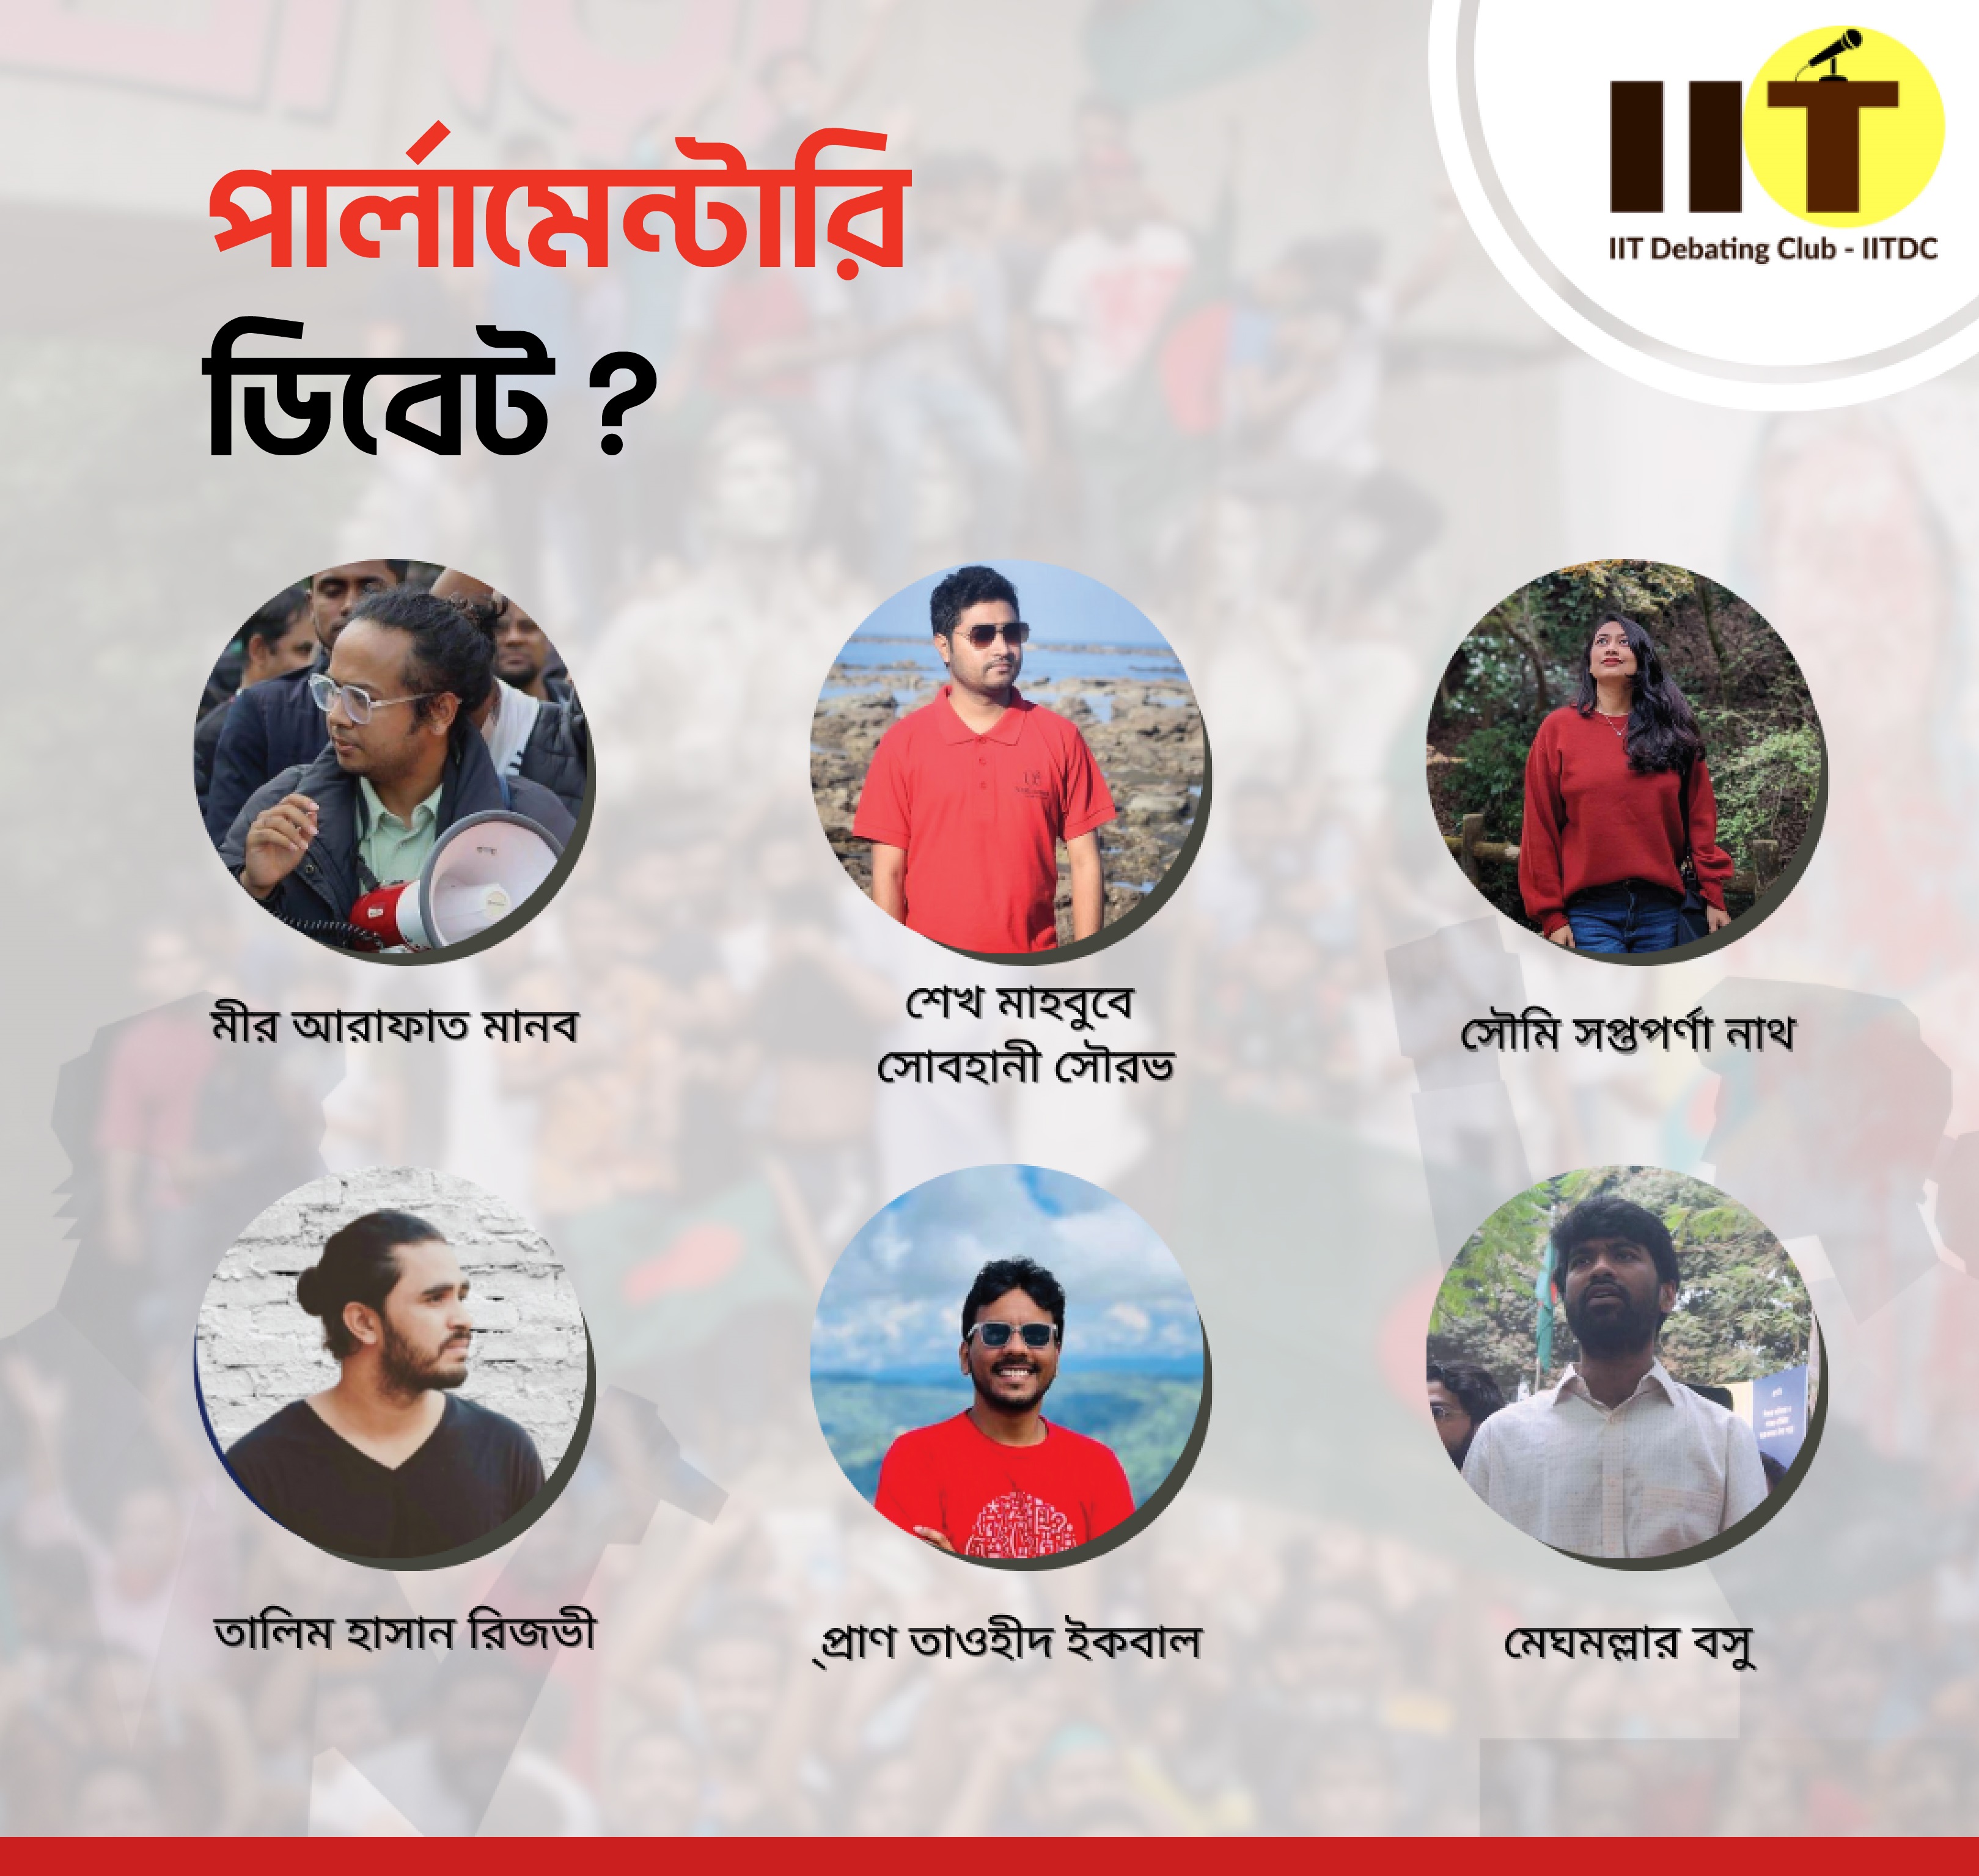 IIT
IIT Debating Club - IITDC
পার্লামেন্টারি
ডিবেট ?
মীর আরাফাত মানব
শেখ মাহবুবে
সোবহানী সৌরভ
সৌমি সপ্তপর্ণা নাথ
তালিম হাসান রিজভী
্প্রাণ তাওহীদ ইকবাল
মেঘমল্লার বসু